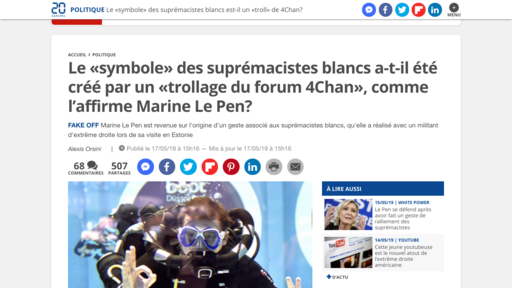 20
POLITIQUE Le «symbole» des suprémacistes blancs est-il un «troll» de 4Chan?
MENU
ACCUEIL > POLITIQUE
Le «symbole» des suprémacistes blancs a-t-il été
créé par un «trollage du forum 4Chan», comme
l’affirme Marine Le Pen?
FAKE OFF Marine Le Pen est revenue sur l'origine d'un geste associé aux suprémacistes blancs, qu'elle a réalisé avec un militant
d'extrême droite lors de sa visite en Estonie
Alexis Orsini | Publié le 17/05/19 à 15h16 — Mis à jour le 17/05/19 à 15h16
68
COMMENTAIRES
507
PARTAGES
À LIRE AUSSI
15/05/19 | WHITE POWER
Le Pen se défend après
avoir fait un geste de
ralliement des
suprémacistes
14/05/19 | YOUTUBE
Cette jeune youtubeuse
est le nouvel atout de
l'extrême droite
américaine
+ D'ACTU